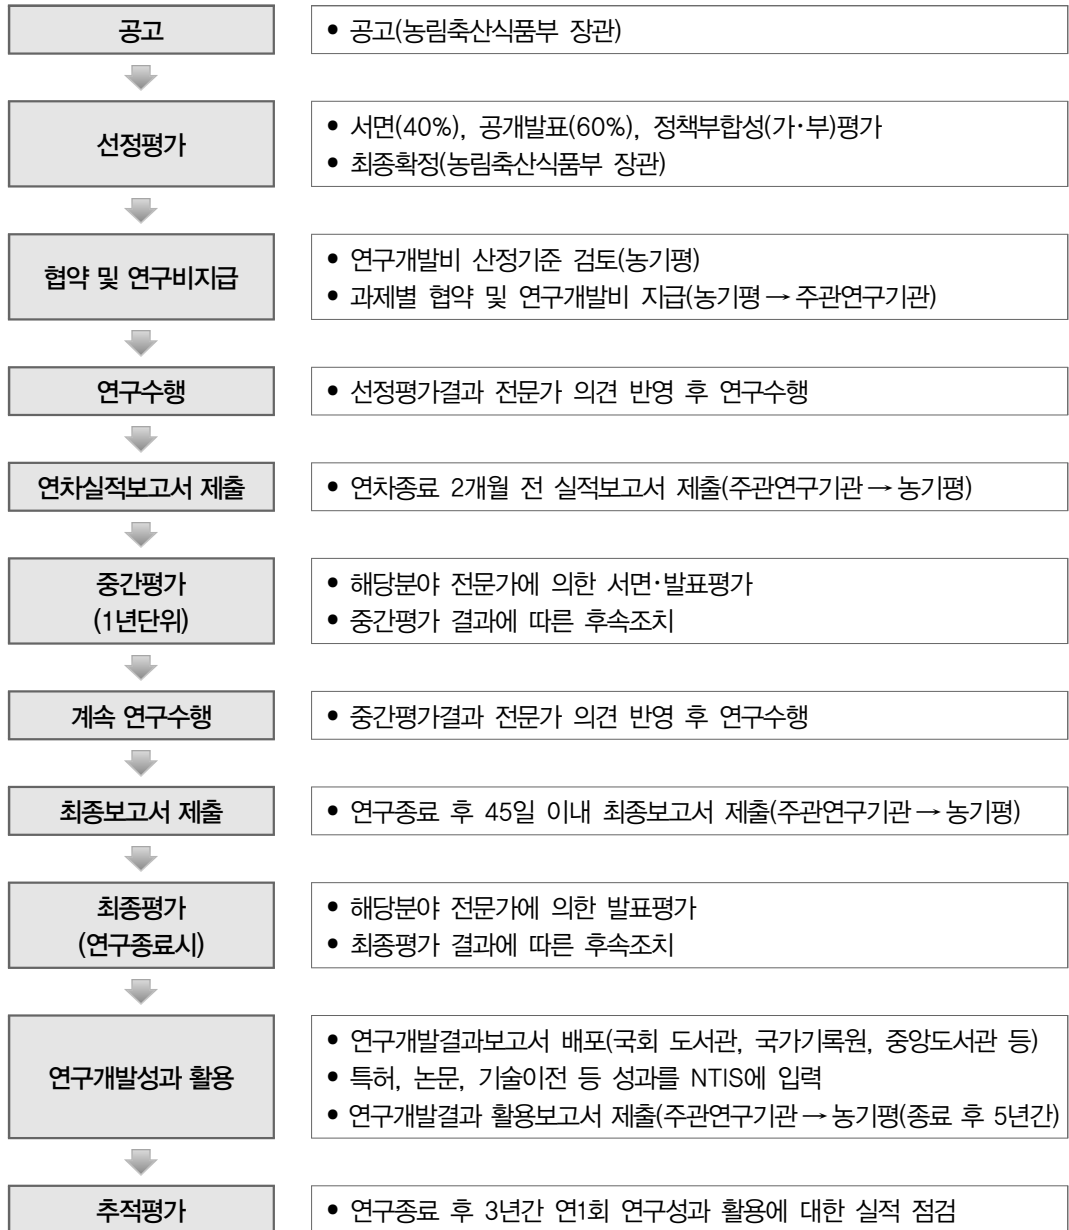 공고
• 공고(농림축산식품부 장관)
선정평가
• 서면(40%), 공개발표(60%), 정책부합성(가·부)평가
• 최종확정(농림축산식품부 장관)
협약 및 연구비지급
• 연구개발비 산정기준 검토(농기평)
• 과제별 협약 및 연구개발비 지급(농기평 → 주관연구기관)
연구수행
• 선정평가결과 전문가 의견 반영 후 연구수행
연차실적보고서 제출
• 연차종료 2개월 전 실적보고서 제출(주관연구기관 → 농기평)
중간평가
(1년단위)
• 해당분야 전문가에 의한 서면·발표평가
• 중간평가 결과에 따른 후속조치
계속 연구수행
• 중간평가결과 전문가 의견 반영 후 연구수행
최종보고서 제출
• 연구종료 후 45일 이내 최종보고서 제출(주관연구기관 → 농기평)
최종평가
(연구종료시)
• 해당분야 전문가에 의한 발표평가
• 최종평가 결과에 따른 후속조치
연구개발성과 활용
• 연구개발결과보고서 배포(국회 도서관, 국가기록원, 중앙도서관 등)
• 특허, 논문, 기술이전 등 성과를 NTIS에 입력
• 연구개발결과 활용보고서 제출(주관연구기관 → 농기평(종료 후 5년간)
추적평가
• 연구종료 후 3년간 연1회 연구성과 활용에 대한 실적 점검